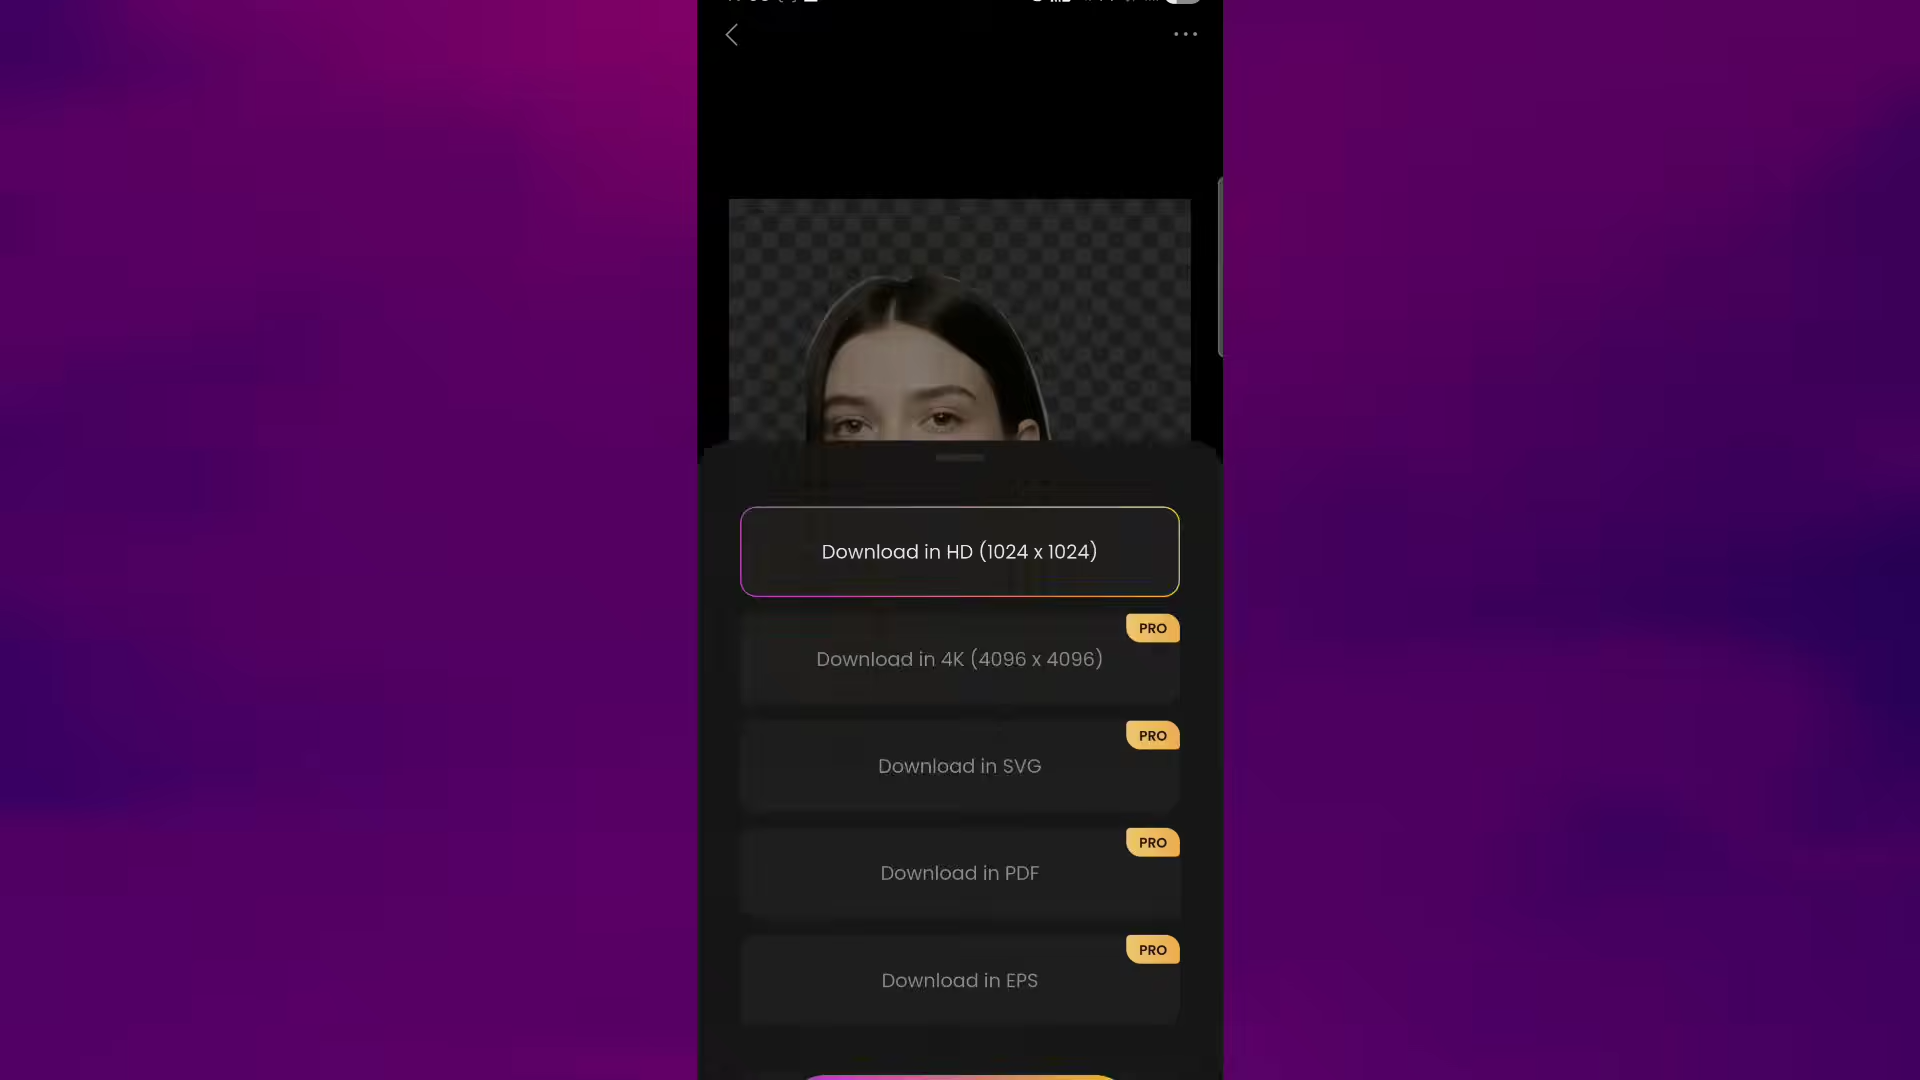 Download in HD (1024 x 1024)
PRO
Download in 4K (4096 x 4096)
PRO
Download in SVG
PRO
Download in PDF
PRO
Download in EPS